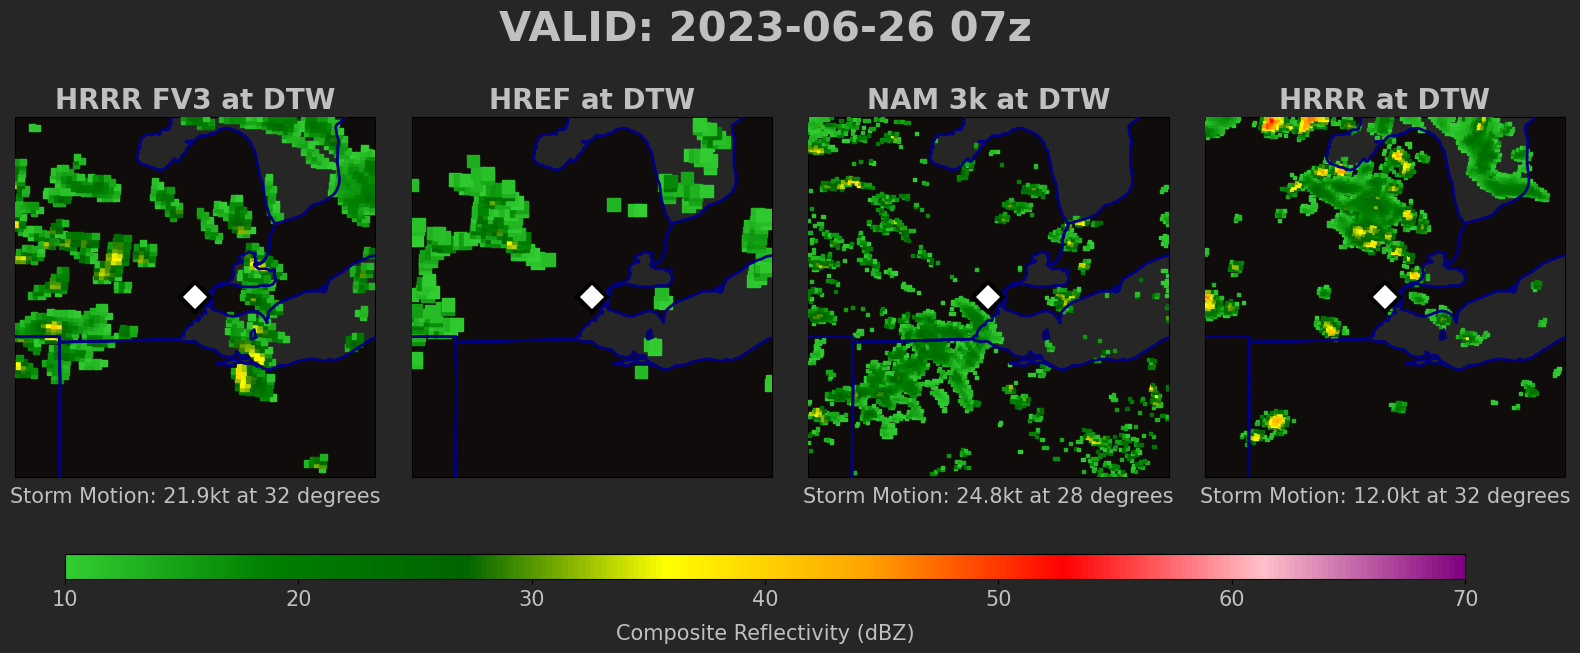 VALID: 2023-06-26 07z
HRRR FV3 at DTW
HREF at DTW
NAM 3k at DTW
HRRR at DTW
Storm Motion: 21.9kt at 32 degrees
Storm Motion: 24.8kt at 28 degrees
Storm Motion: 12.0kt at 32 degrees
10 20 30 40 50 60 70
Composite Reflectivity (dBZ)